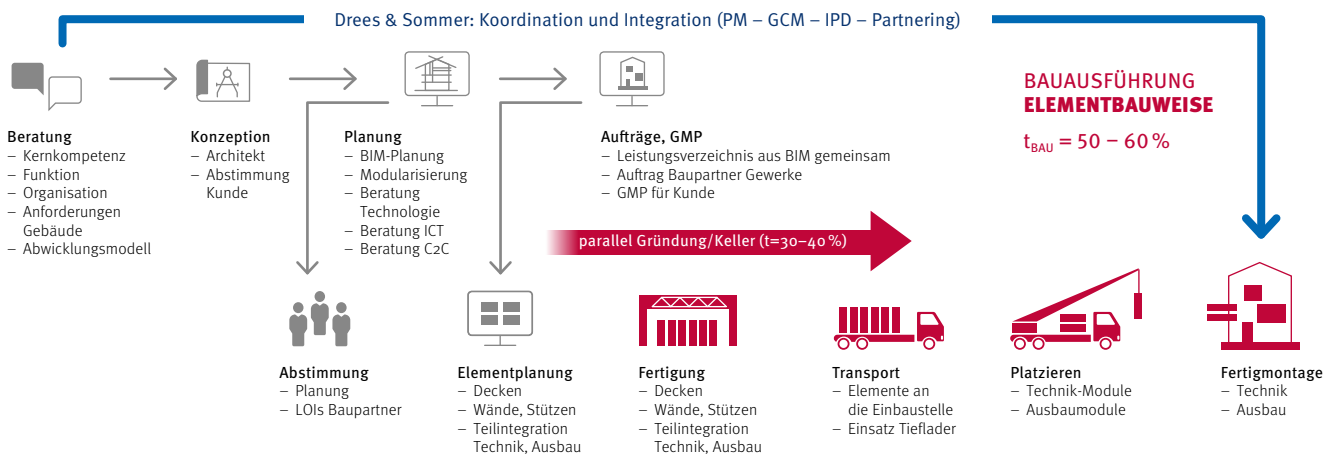 Drees & Sommer: Koordination und Integration (PM – GCM – IPD – Partnering)
BAUAUSFÜHRUNG
ELEMENTBAUWEISE
tBAU = 50 – 60 %
Beratung
– Kernkompetenz
– Funktion
– Organisation
– Anforderungen
Gebäude
– Abwicklungsmodell
Konzeption
– Architekt
– Abstimmung
Kunde
Planung
– BIM-Planung
– Modularisierung
– Beratung
Technologie
– Beratung ICT
– Beratung C2C
Aufträge, GMP
– Leistungsverzeichnis aus BIM gemeinsam
– Auftrag Baupartner Gewerke
– GMP für Kunde
parallel Gründung/Keller (t=30–40 %)
Abstimmung
– Planung
– LOIs Baupartner
Elementplanung
– Decken
– Wände, Stützen
– Teilintegration
Technik, Ausbau
Fertigung
– Decken
– Wände, Stützen
– Teilintegration
Technik, Ausbau
Transport
– Elemente an
die Einbaustelle
– Einsatz Tieflader
Platzieren
– Technik-Module
– Ausbaumodule
Fertigmontage
– Technik
– Ausbau